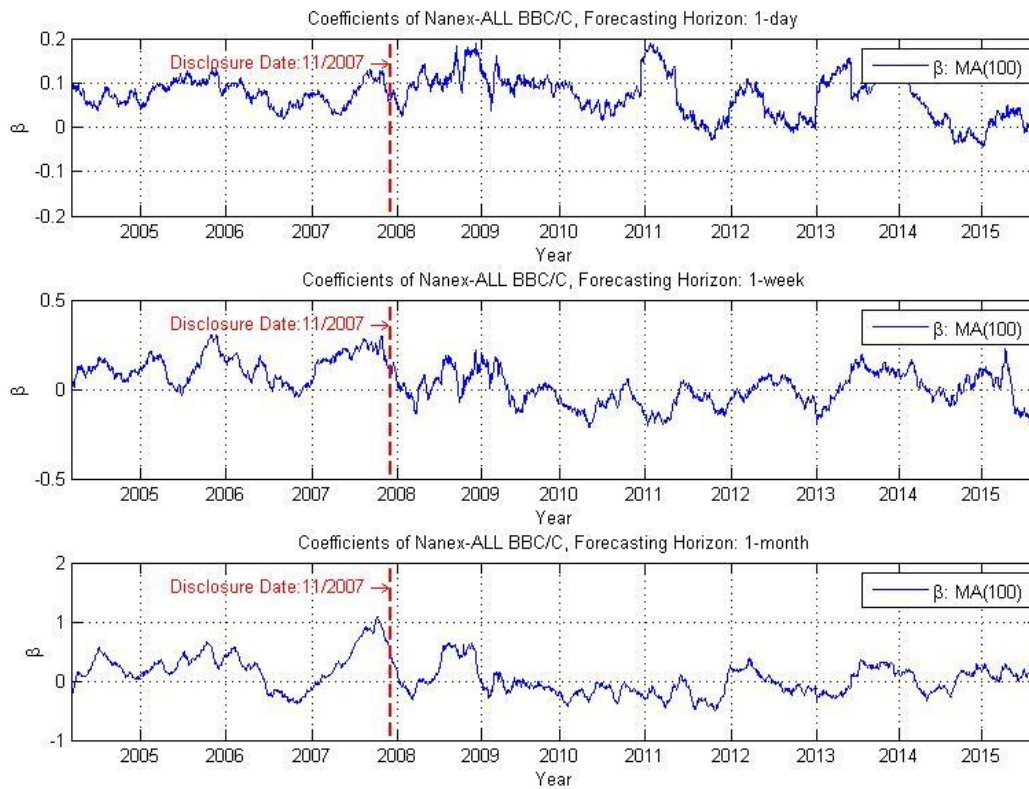 Coefficients of Nanex-ALL BBC/C, Forecasting Horizon: 1-day
0.2
0.1
0
-0.1
-0.2
β
Disclosure Date:11/2007
β: MA(100)
2005 2006 2007 2008 2009 2010 2011 2012 2013 2014 2015
Year
Coefficients of Nanex-ALL BBC/C, Forecasting Horizon: 1-week
0.5
0
-0.5
β
Disclosure Date:11/2007
β: MA(100)
2005 2006 2007 2008 2009 2010 2011 2012 2013 2014 2015
Year
Coefficients of Nanex-ALL BBC/C, Forecasting Horizon: 1-month
2
1
0
-1
β
Disclosure Date:11/2007
β: MA(100)
2005 2006 2007 2008 2009 2010 2011 2012 2013 2014 2015
Year